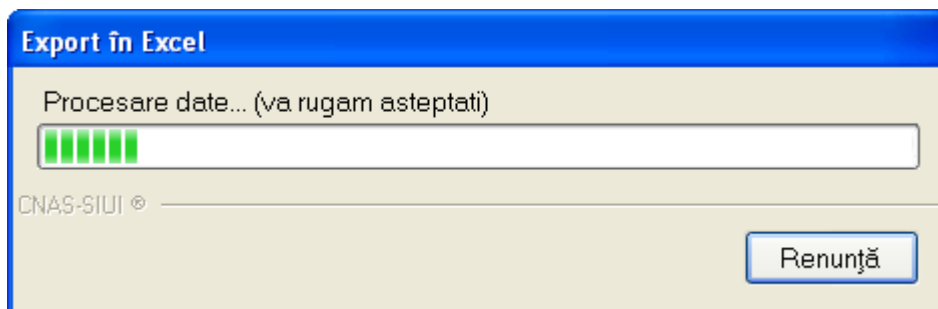 Export în Excel
Procesare date... (va rugam asteptati)
CNAS-SIUI ®
Renunţă